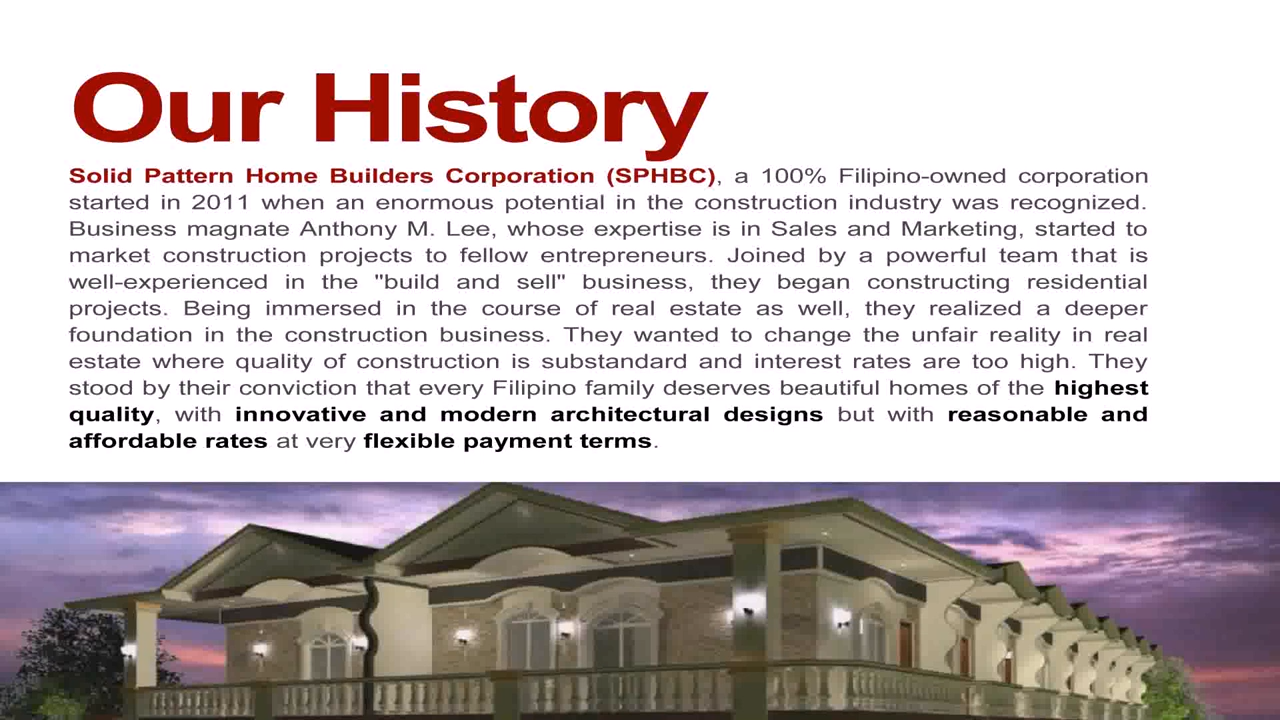 Our History
Solid Pattern Home Builders Corporation (SPHBC), a 100% Filipino-owned corporation
started in 2011 when an enormous potential in the construction industry was recognized.
Business magnate Anthony M. Lee, whose expertise is in Sales and Marketing, started to
market construction projects to fellow entrepreneurs. Joined by a powerful team that is
well-experienced in the "build and sell" business, they began constructing residential
projects. Being immersed in the course of real estate as well, they realized a deeper
foundation in the construction business. They wanted to change the unfair reality in real
estate where quality of construction is substandard and interest rates are too high. They
stood by their conviction that every Filipino family deserves beautiful homes of the highest
quality, with innovative and modern architectural designs but with reasonable and
affordable rates at very flexible payment terms.